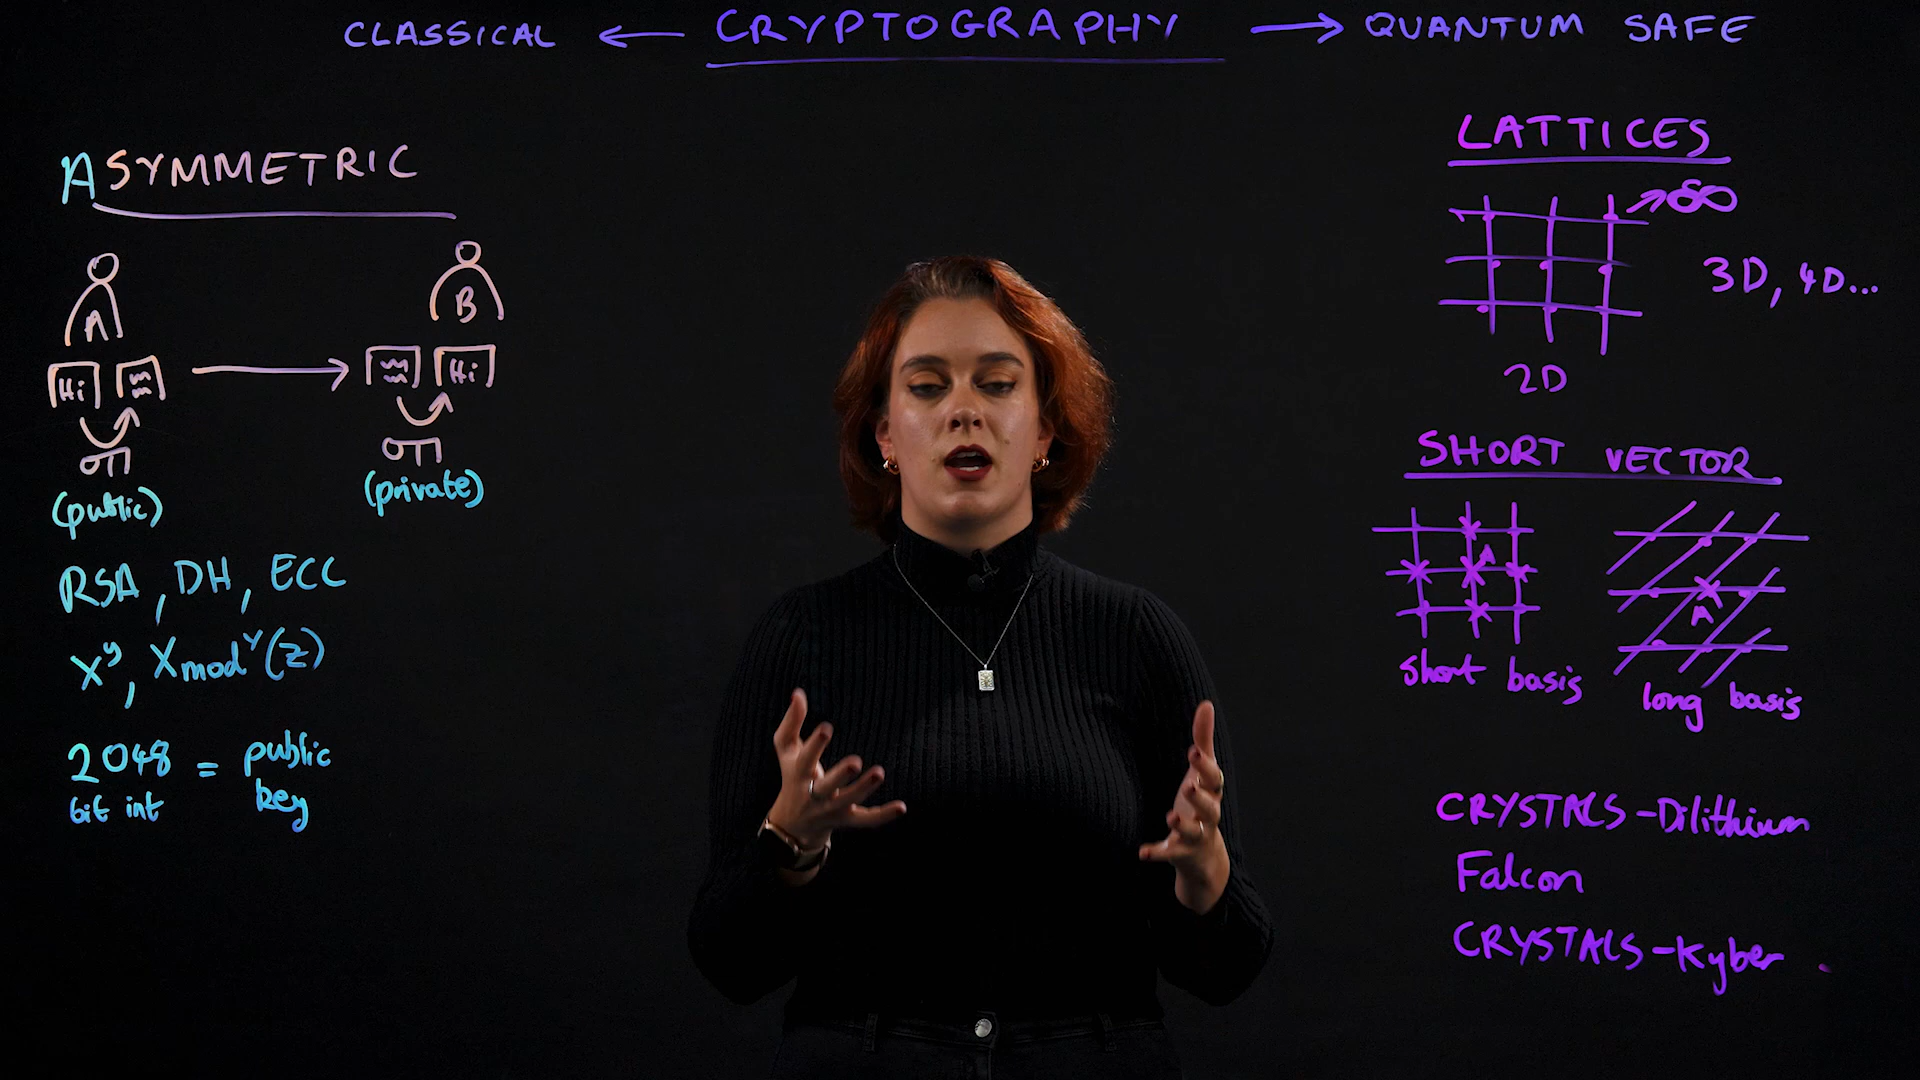 CLASSICAL ← CRYPTOGRAPHY → QUANTUM SAFE
ASYMMETRIC
A
B
Hi
Hi
(public)
(private)
RSA, DH, ECC
X^y, X mod^Y(z)
2048 = public
bit int key
LATTICES
→∞
3D, 4D...
2D
SHORT VECTOR
A
A
short basis
long basis
CRYSTALS-Dilithium
Falcon
CRYSTALS-Kyber